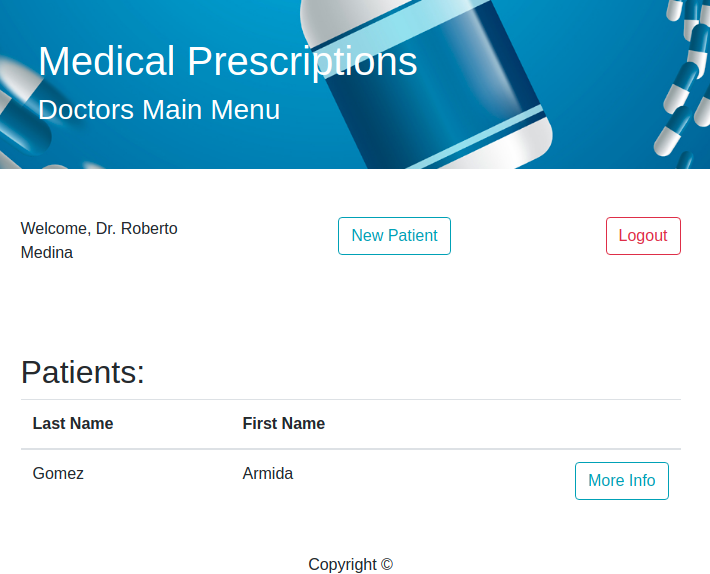 Medical Prescriptions
Doctors Main Menu
Welcome, Dr. Roberto
Medina
New Patient
Logout
Patients:
Last Name First Name
Gomez Armida More Info
Copyright ©